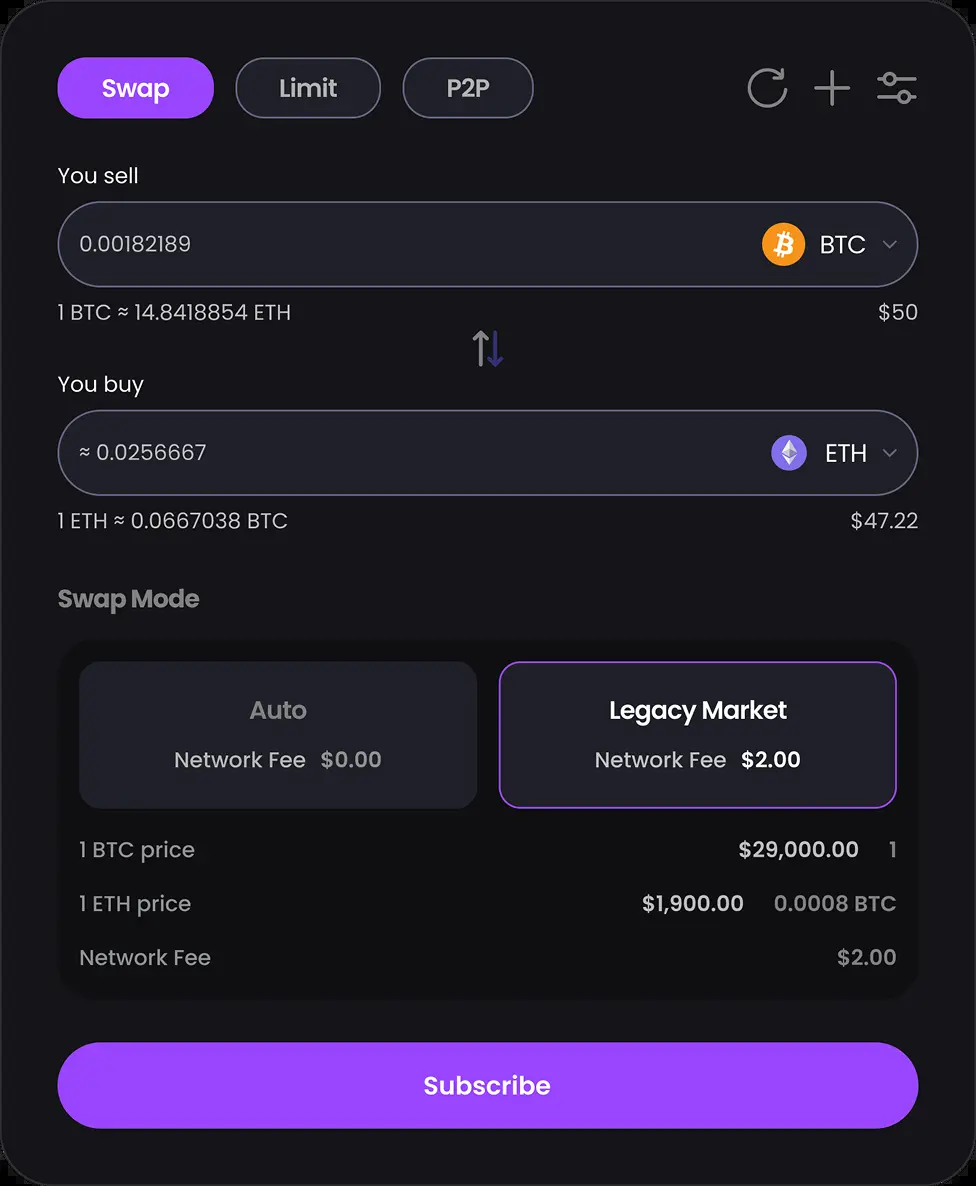 Swap Limit P2P
You sell
0.00182189 BTC
1 BTC ≈ 14.8418854 ETH $50
You buy
≈ 0.0256667 ETH
1 ETH ≈ 0.0667038 BTC $47.22
Swap Mode
Auto Legacy Market
Network Fee $0.00 Network Fee $2.00
1 BTC price $29,000.00 1
1 ETH price $1,900.00 0.0008 BTC
Network Fee $2.00
Subscribe